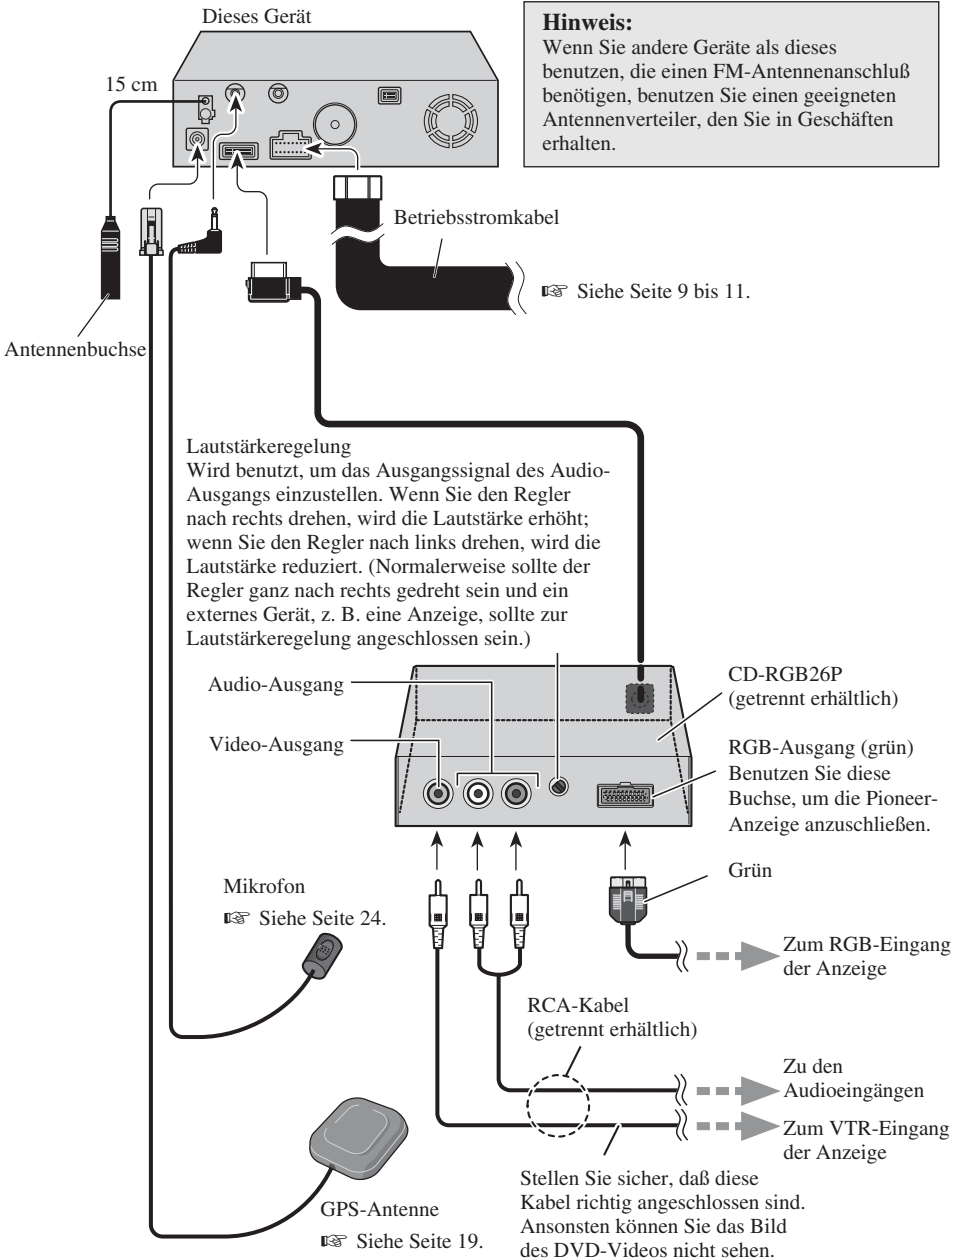 Dieses Gerät
Hinweis:
Wenn Sie andere Geräte als dieses
benutzen, die einen FM-Antennenanschluß
benötigen, benutzen Sie einen geeigneten
Antennenverteiler, den Sie in Geschäften
erhalten.
15 cm
Betriebsstromkabel
☞ Siehe Seite 9 bis 11.
Antennenbuchse
Lautstärkeregelung
Wird benutzt, um das Ausgangssignal des Audio-
Ausgangs einzustellen. Wenn Sie den Regler
nach rechts drehen, wird die Lautstärke erhöht;
wenn Sie den Regler nach links drehen, wird die
Lautstärke reduziert. (Normalerweise sollte der
Regler ganz nach rechts gedreht sein und ein
externes Gerät, z. B. eine Anzeige, sollte zur
Lautstärkeregelung angeschlossen sein.)
Audio-Ausgang
Video-Ausgang
CD-RGB26P
(getrennt erhältlich)
RGB-Ausgang (grün)
Benutzen Sie diese
Buchse, um die Pioneer-
Anzeige anzuschließen.
Grün
Mikrofon
☞ Siehe Seite 24.
Zum RGB-Eingang
der Anzeige
RCA-Kabel
(getrennt erhältlich)
Zu den
Audioeingängen
Zum VTR-Eingang
der Anzeige
Stellen Sie sicher, daß diese
Kabel richtig angeschlossen sind.
Ansonsten können Sie das Bild
des DVD-Videos nicht sehen.
GPS-Antenne
☞ Siehe Seite 19.